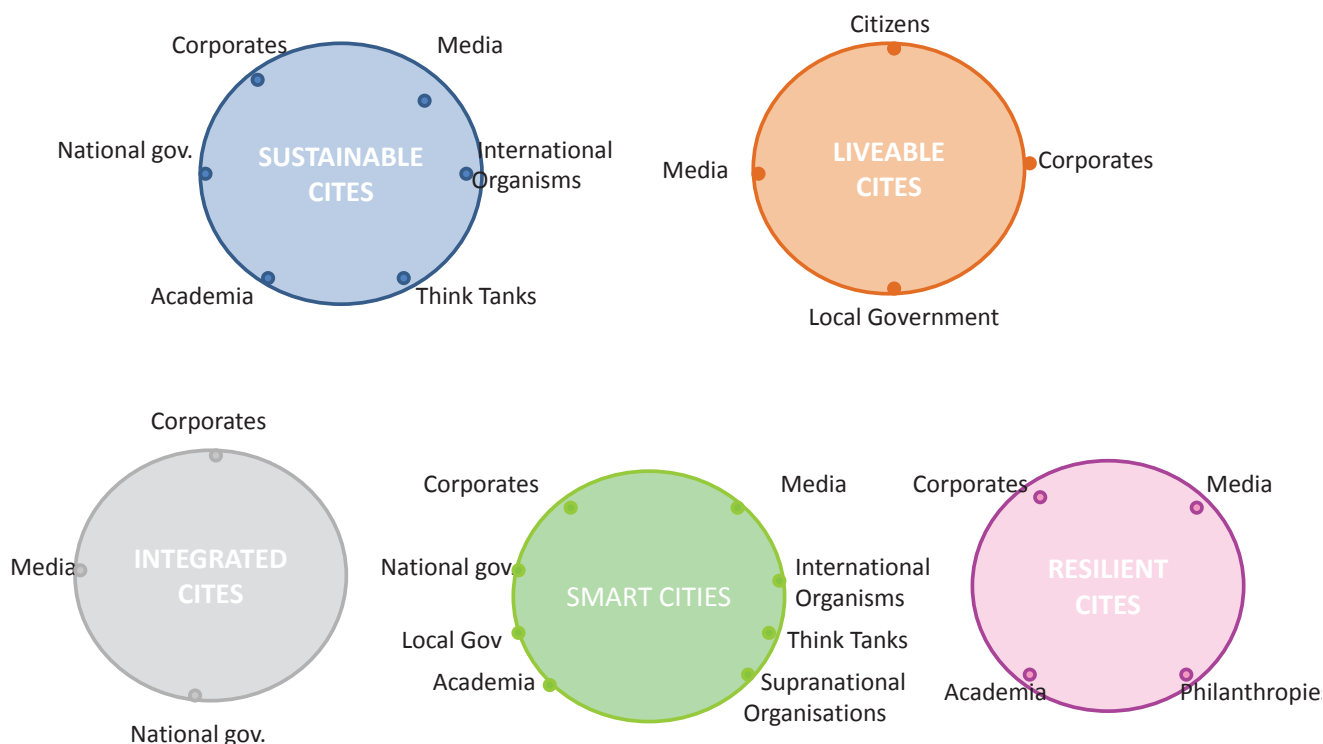 Corporates
Media
National gov.
SUSTAINABLE
CITES
International
Organisms
Academia
Think Tanks
Citizens
Media
LIVEABLE
CITES
Corporates
Local Government
Corporates
Media
INTEGRATED
CITES
National gov.
Corporates
Media
National gov
SMART CITIES
International
Organisms
Local Gov
Think Tanks
Academia
Supranational
Organisations
Corporates
Media
RESILIENT
CITES
Academia
Philanthropie